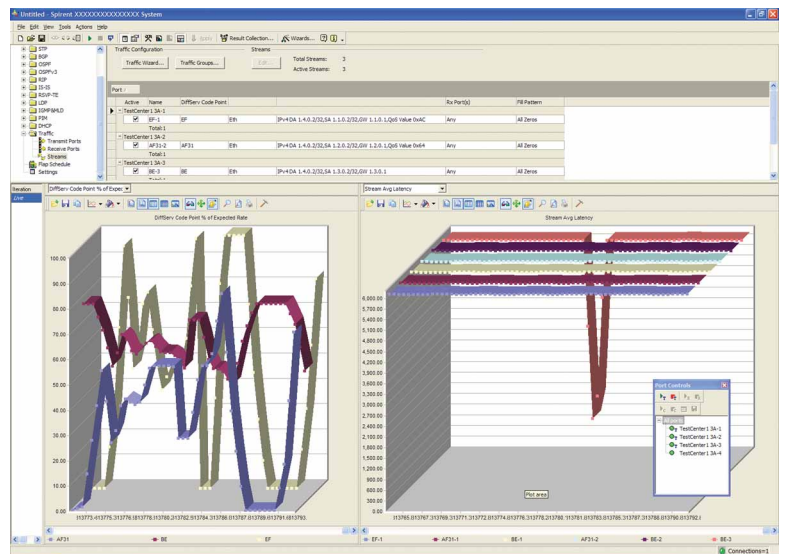 Untitled - Spirent XXXXXXXXXXXXXXX System
File Edit View Tools Actions Help
Result Collection... Wizards...
STP
BGP
OSPF
OSPFv3
RIP
IS-IS
RSVP-TE
LDP
IGMP&MLD
PIM
DHCP
Traffic
Transmit Ports
Receive Ports
Streams
Flap Schedule
Settings
Traffic Configuration
Streams
Traffic Wizard... Traffic Groups... Edit...
Total Streams: 3
Active Streams: 3
Port
Active Name DiffServ Code Point Rx Port(s) Fill Pattern
TestCenter1 3A-1
EF-1 EF Eth IPv4 DA 1.4.0.2/32,SA 1.1.0.2/32,GW 1.1.0.1,QoS Value 0xAC Any All Zeros
Total:1
TestCenter1 3A-2
AF31-2 AF31 Eth IPv4 DA 1.4.0.2/32,SA 1.2.0.2/32,GW 1.2.0.1,QoS Value 0x64 Any All Zeros
Total:1
TestCenter1 3A-3
BE-3 BE Eth IPv4 DA 1.4.0.2/32,SA 1.3.0.2/32,GW 1.3.0.1 Any All Zeros
Iteration
Live
DiffServ Code Point % of Expec
Stream Avg Latency
DiffServ Code Point % of Expected Rate
100.00
90.00
80.00
70.00
60.00
50.00
40.00
30.00
20.00
10.00
0.00
AF31 BE EF
Stream Avg Latency
6,000.00
5,700.00
5,400.00
5,100.00
4,800.00
4,500.00
4,200.00
3,900.00
3,600.00
3,300.00
3,000.00
2,700.00
2,400.00
2,100.00
1,800.00
1,500.00
1,200.00
900.00
600.00
300.00
0.00
Plot area
Port Controls
TestCenter1 3A-1
TestCenter1 3A-2
TestCenter1 3A-3
TestCenter1 3A-4
EF-1 AF31-1 BE-1 AF31-2 BE-2 BE-3
Connections=1